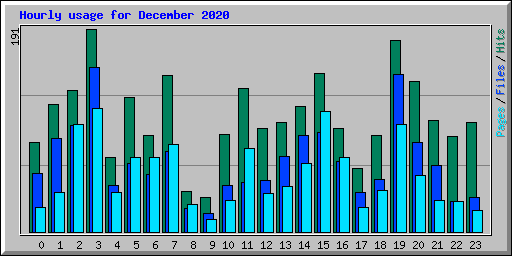 Hourly usage for December 2020
191
Pages/Files/Hits
0 1 2 3 4 5 6 7 8 9 10 11 12 13 14 15 16 17 18 19 20 21 22 23